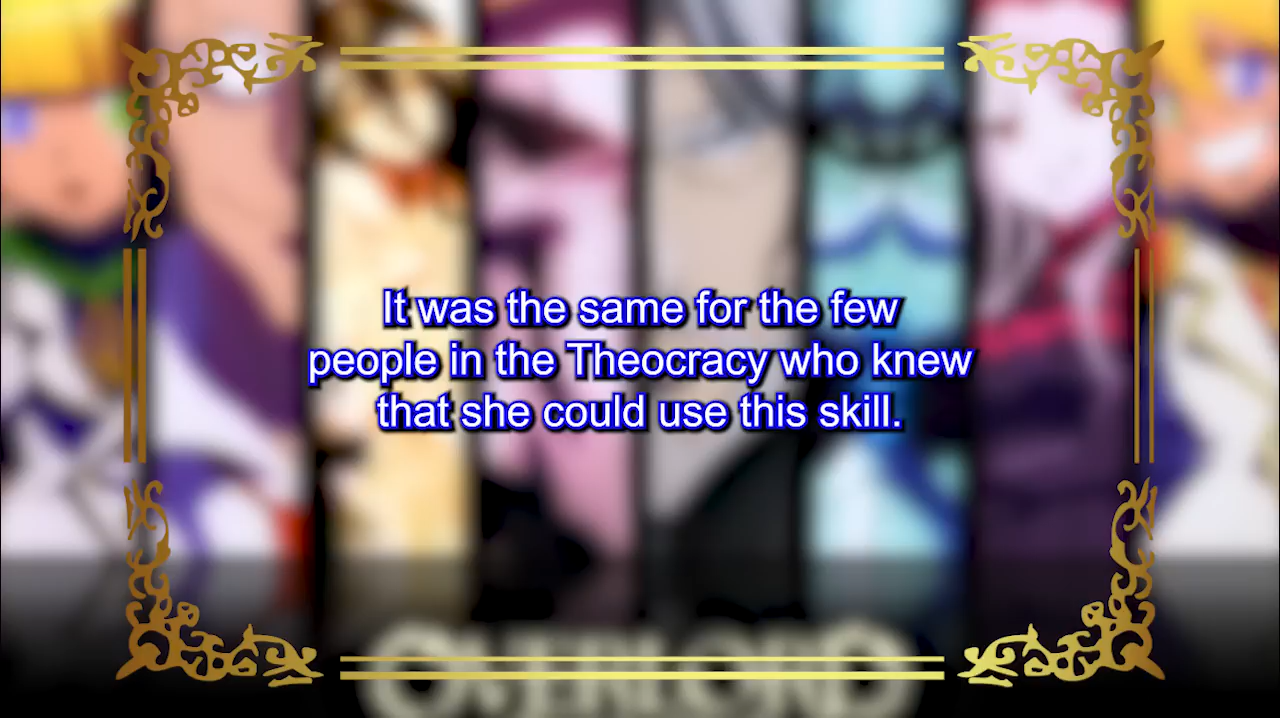 It was the same for the few
people in the Theocracy who knew
that she could use this skill.
OVERLORD